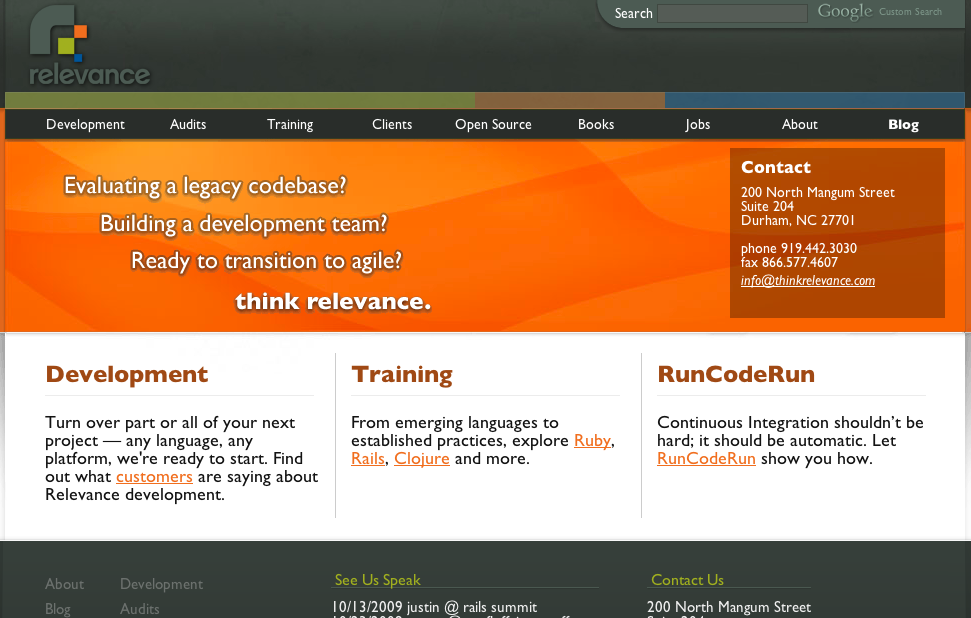 Search
Google Custom Search
relevance
Development Audits Training Clients Open Source Books Jobs About Blog
Evaluating a legacy codebase?
Building a development team?
Ready to transition to agile?
think relevance.
Contact
200 North Mangum Street
Suite 204
Durham, NC 27701
phone 919.442.3030
fax 866.577.4607
info@thinkrelevance.com
Development
Turn over part or all of your next
project — any language, any
platform, we're ready to start. Find
out what customers are saying about
Relevance development.
Training
From emerging languages to
established practices, explore Ruby,
Rails, Clojure and more.
RunCodeRun
Continuous Integration shouldn't be
hard; it should be automatic. Let
RunCodeRun show you how.
About
Blog
Development
Audits
See Us Speak
10/13/2009 justin @ rails summit
Contact Us
200 North Mangum Street